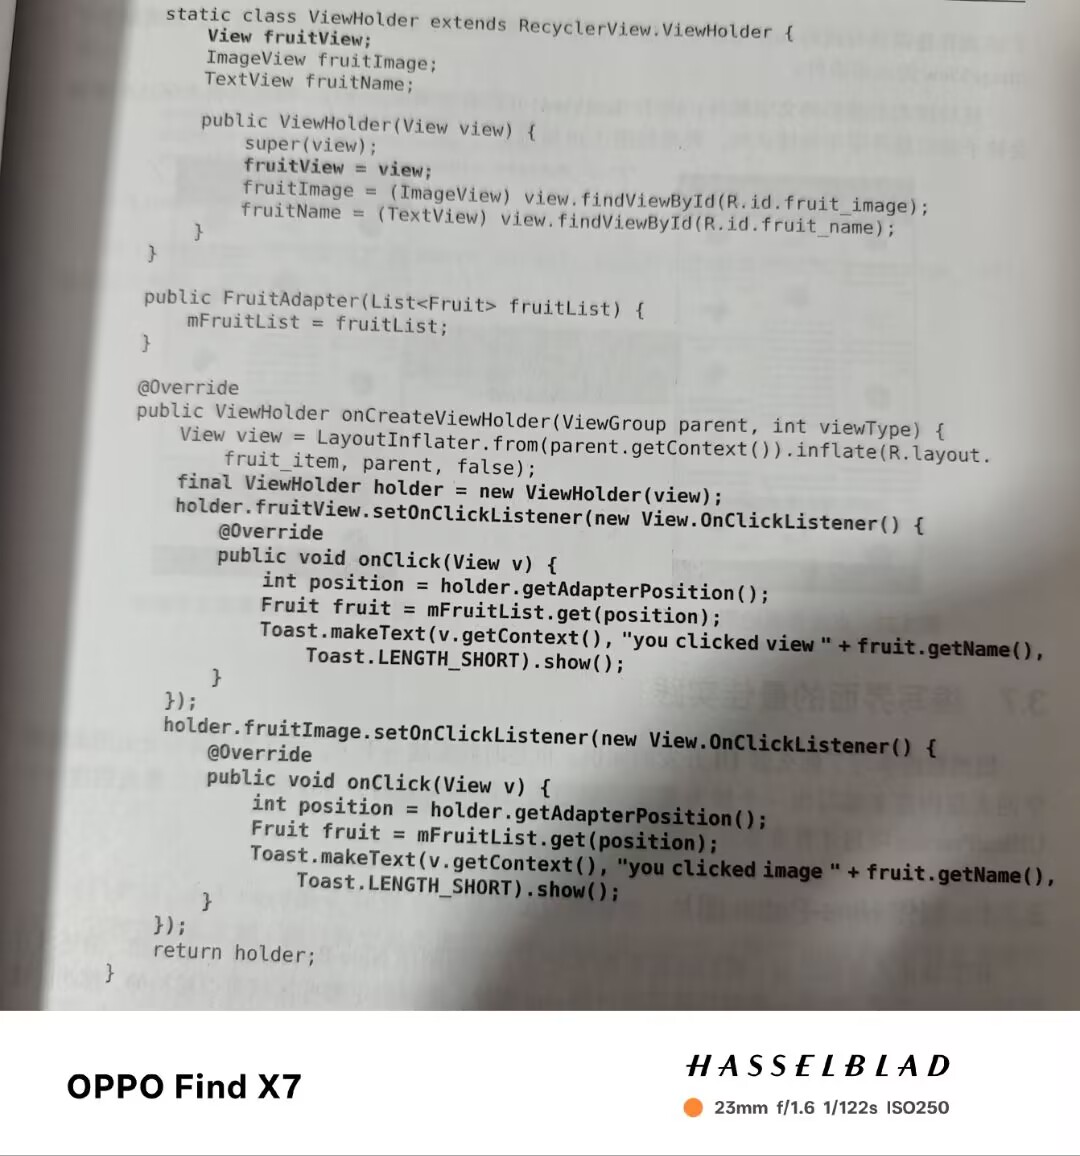 static class ViewHolder extends RecyclerView.ViewHolder {
View fruitView;
ImageView fruitImage;
TextView fruitName;
public ViewHolder(View view) {
super(view);
fruitView = view;
fruitImage = (ImageView) view.findViewById(R.id.fruit_image);
fruitName = (TextView) view.findViewById(R.id.fruit_name);
}
}
public FruitAdapter(List<Fruit> fruitList) {
mFruitList = fruitList;
}
@Override
public ViewHolder onCreateViewHolder(ViewGroup parent, int viewType) {
View view = LayoutInflater.from(parent.getContext()).inflate(R.layout.
fruit_item, parent, false);
final ViewHolder holder = new ViewHolder(view);
holder.fruitView.setOnClickListener(new View.OnClickListener() {
@Override
public void onClick(View v) {
int position = holder.getAdapterPosition();
Fruit fruit = mFruitList.get(position);
Toast.makeText(v.getContext(), "you clicked view " + fruit.getName(),
Toast.LENGTH_SHORT).show();
}
});
holder.fruitImage.setOnClickListener(new View.OnClickListener() {
@Override
public void onClick(View v) {
int position = holder.getAdapterPosition();
Fruit fruit = mFruitList.get(position);
Toast.makeText(v.getContext(), "you clicked image " + fruit.getName(),
Toast.LENGTH_SHORT).show();
}
});
return holder;
}
OPPO Find X7
HASSELBLAD
23mm f/1.6 1/122s ISO250